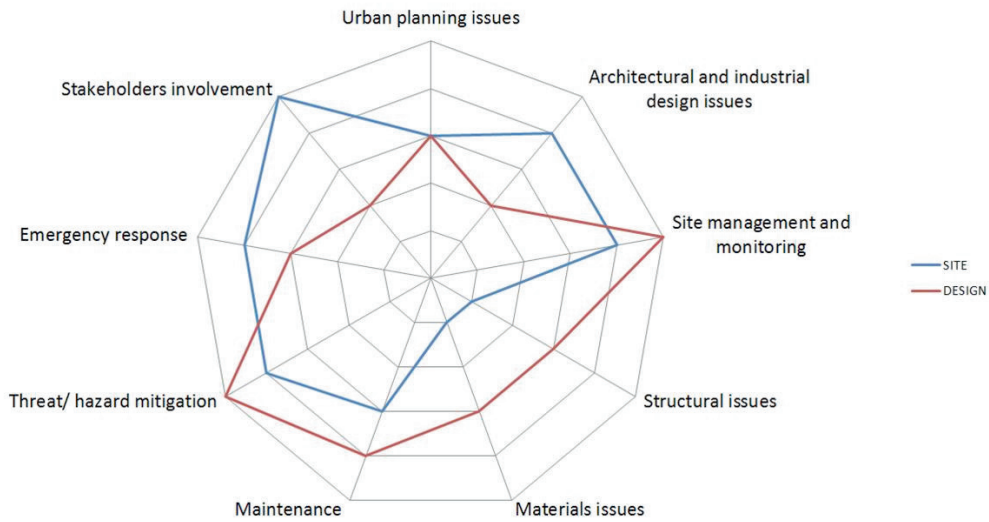 Urban planning issues
Architectural and industrial
design issues
Stakeholders involvement
Site management and
monitoring
Emergency response
SITE
DESIGN
Threat/ hazard mitigation
Structural issues
Maintenance
Materials issues